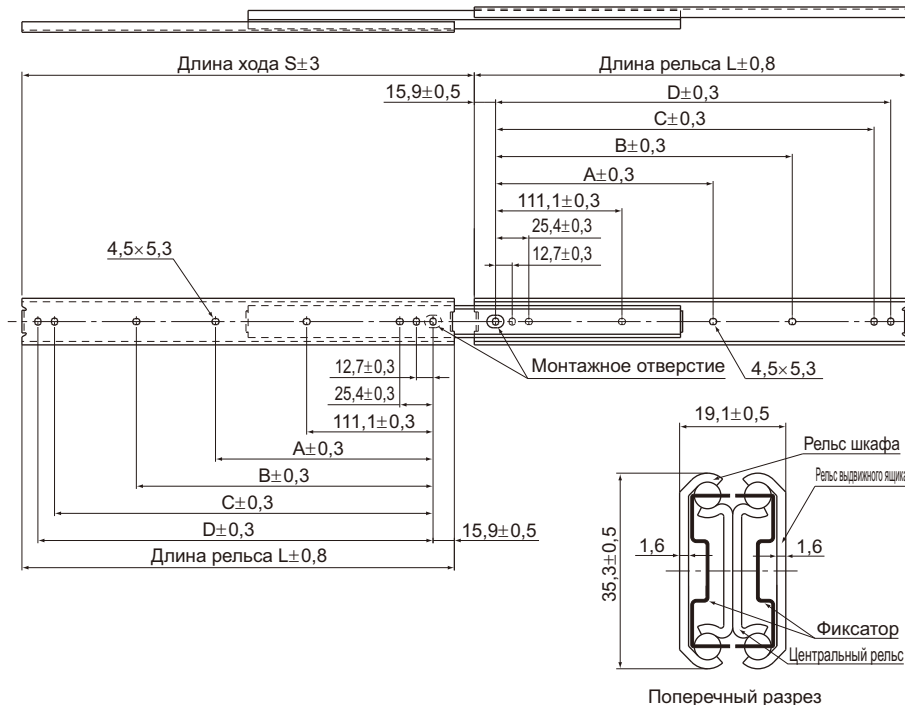 Длина хода S±3
Длина рельса L±0,8
15,9±0,5
D±0,3
C±0,3
B±0,3
A±0,3
111,1±0,3
25,4±0,3
12,7±0,3
4,5×5,3
Монтажное отверстие
4,5×5,3
12,7±0,3
25,4±0,3
111,1±0,3
A±0,3
B±0,3
C±0,3
D±0,3
15,9±0,5
Длина рельса L±0,8
19,1±0,5
Рельс шкафа
Рельс выдвижного ящика
35,3±0,5
1,6
1,6
Фиксатор
Центральный рельс
Поперечный разрез